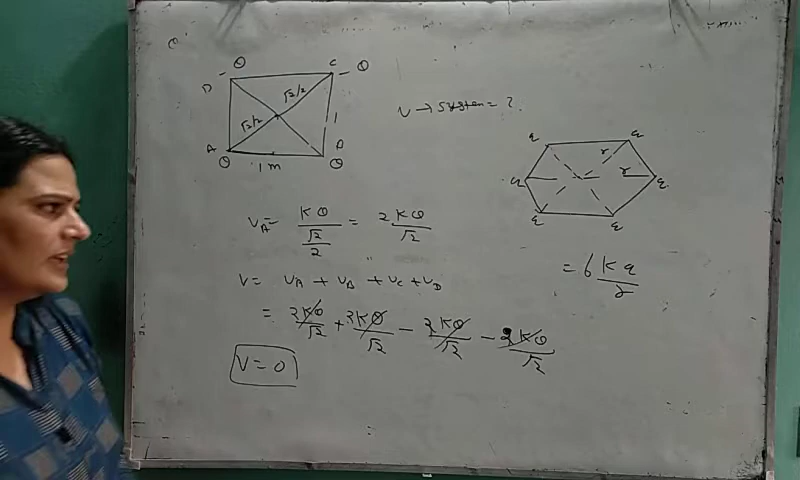 - Q C - Q
D
√2/2
√2/2
A B
Q 1 m Q
1
V → System = ?
q q
r
q r q
q q
V_A = KQ / (√2/2) = 2KQ/√2
= 6 Kq/r
V = V_A + V_B + V_C + V_D
= 2KQ/√2 + 2KQ/√2 - 2KQ/√2 - 2KQ/√2
V = 0